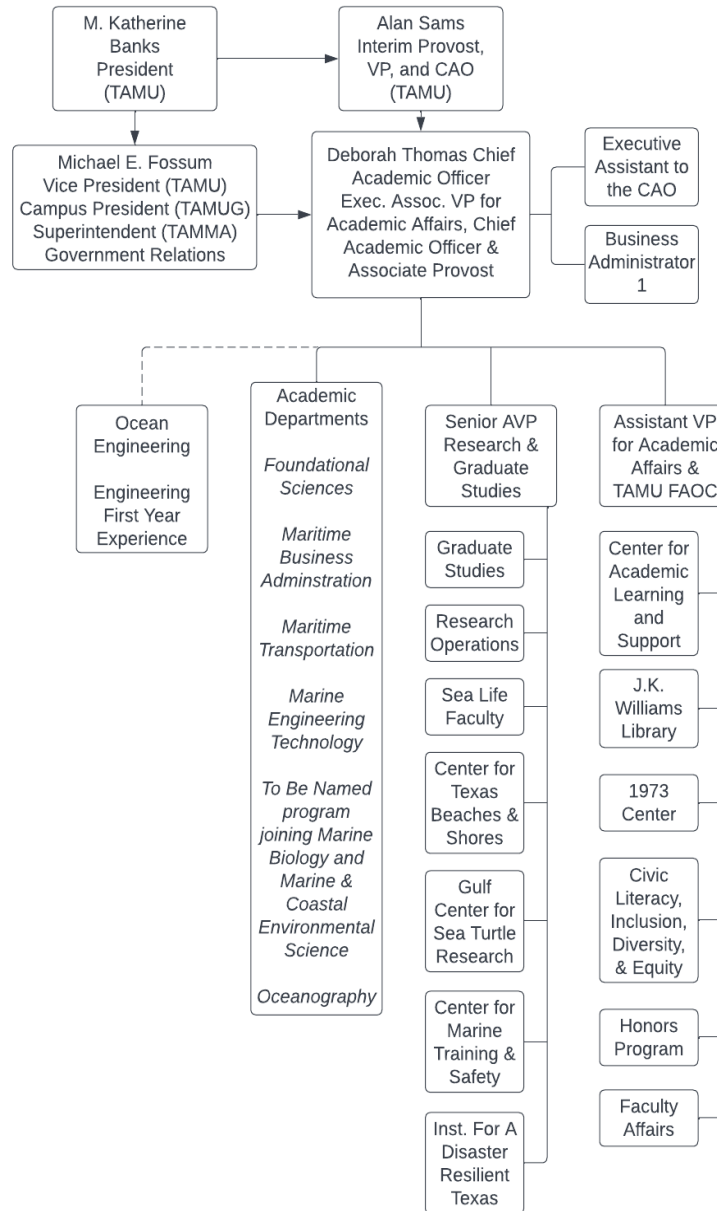 M. Katherine
Banks
President
(TAMU)
Alan Sams
Interim Provost,
VP, and CAO
(TAMU)
Michael E. Fossum
Vice President (TAMU)
Campus President (TAMUG)
Superintendent (TAMMA)
Government Relations
Deborah Thomas Chief
Academic Officer
Exec. Assoc. VP for
Academic Affairs, Chief
Academic Officer &
Associate Provost
Executive
Assistant to
the CAO
Business
Administrator
1
Ocean
Engineering
Engineering
First Year
Experience
Academic
Departments
Foundational
Sciences
Maritime
Business
Adminstration
Maritime
Transportation
Marine
Engineering
Technology
To Be Named
program
joining Marine
Biology and
Marine &
Coastal
Environmental
Science
Oceanography
Senior AVP
Research &
Graduate
Studies
Graduate
Studies
Research
Operations
Sea Life
Faculty
Center for
Texas
Beaches &
Shores
Gulf
Center for
Sea Turtle
Research
Center for
Marine
Training &
Safety
Inst. For A
Disaster
Resilient
Texas
Assistant VP
for Academic
Affairs &
TAMU FAOC
Center for
Academic
Learning
and
Support
J.K.
Williams
Library
1973
Center
Civic
Literacy,
Inclusion,
Diversity,
& Equity
Honors
Program
Faculty
Affairs